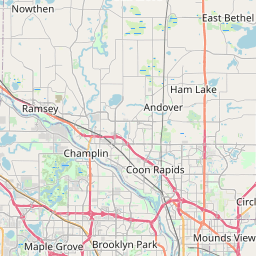 Nowthen
East Bethel
Ham Lake
Ramsey
Andover
Champlin
Coon Rapids
Circl
Mounds View
Maple Grove
Brooklyn Park